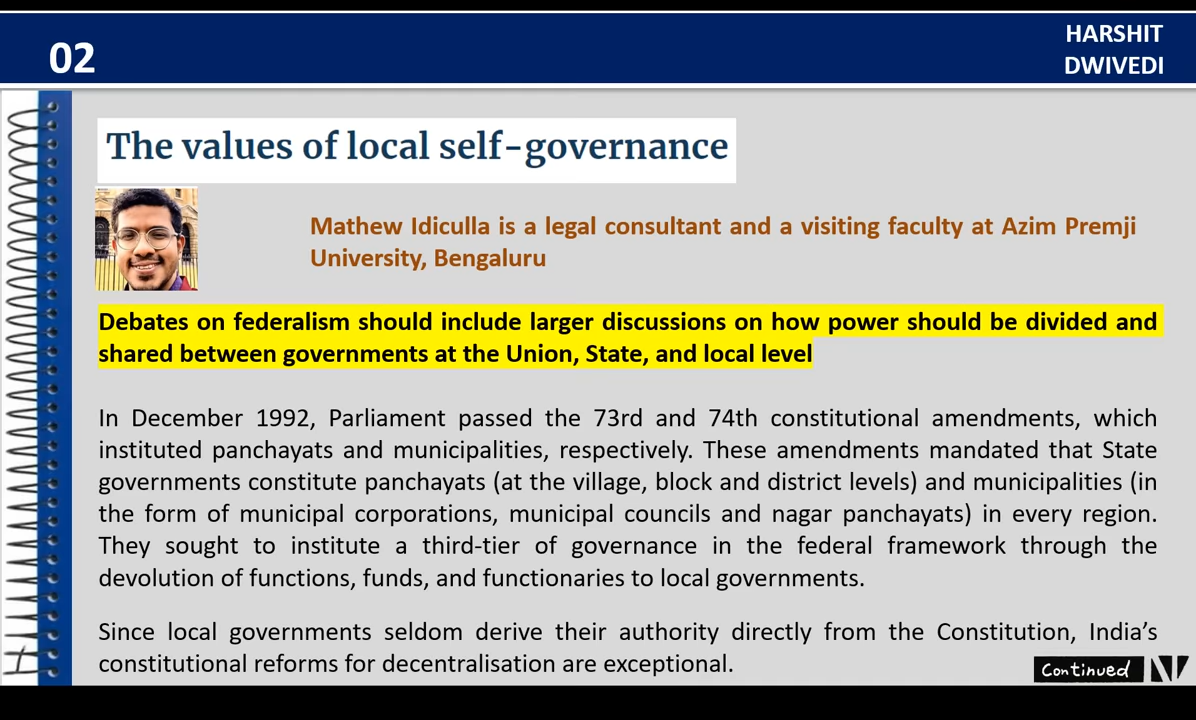 02
HARSHIT
DWIVEDI
The values of local self-governance
Mathew Idiculla is a legal consultant and a visiting faculty at Azim Premji
University, Bengaluru
Debates on federalism should include larger discussions on how power should be divided and
shared between governments at the Union, State, and local level
In December 1992, Parliament passed the 73rd and 74th constitutional amendments, which
instituted panchayats and municipalities, respectively. These amendments mandated that State
governments constitute panchayats (at the village, block and district levels) and municipalities (in
the form of municipal corporations, municipal councils and nagar panchayats) in every region.
They sought to institute a third-tier of governance in the federal framework through the
devolution of functions, funds, and functionaries to local governments.
Since local governments seldom derive their authority directly from the Constitution, India’s
constitutional reforms for decentralisation are exceptional.
Continued